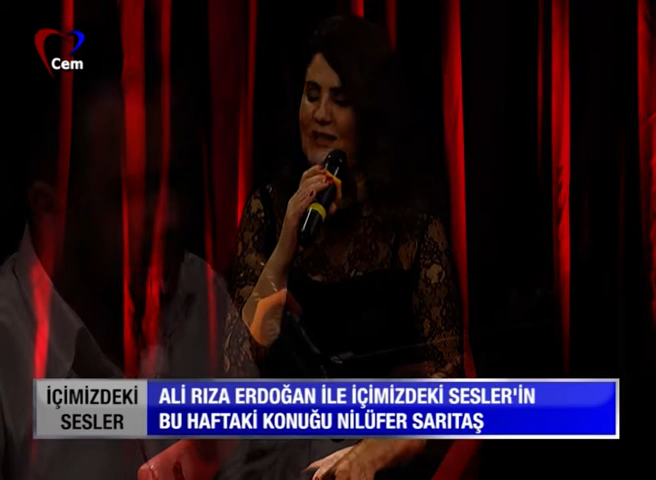 Cem
İÇİMİZDEKİ
SESLER
ALİ RIZA ERDOĞAN İLE İÇİMİZDEKİ SESLER'İN
BU HAFTAKİ KONUĞU NİLÜFER SARITAŞ